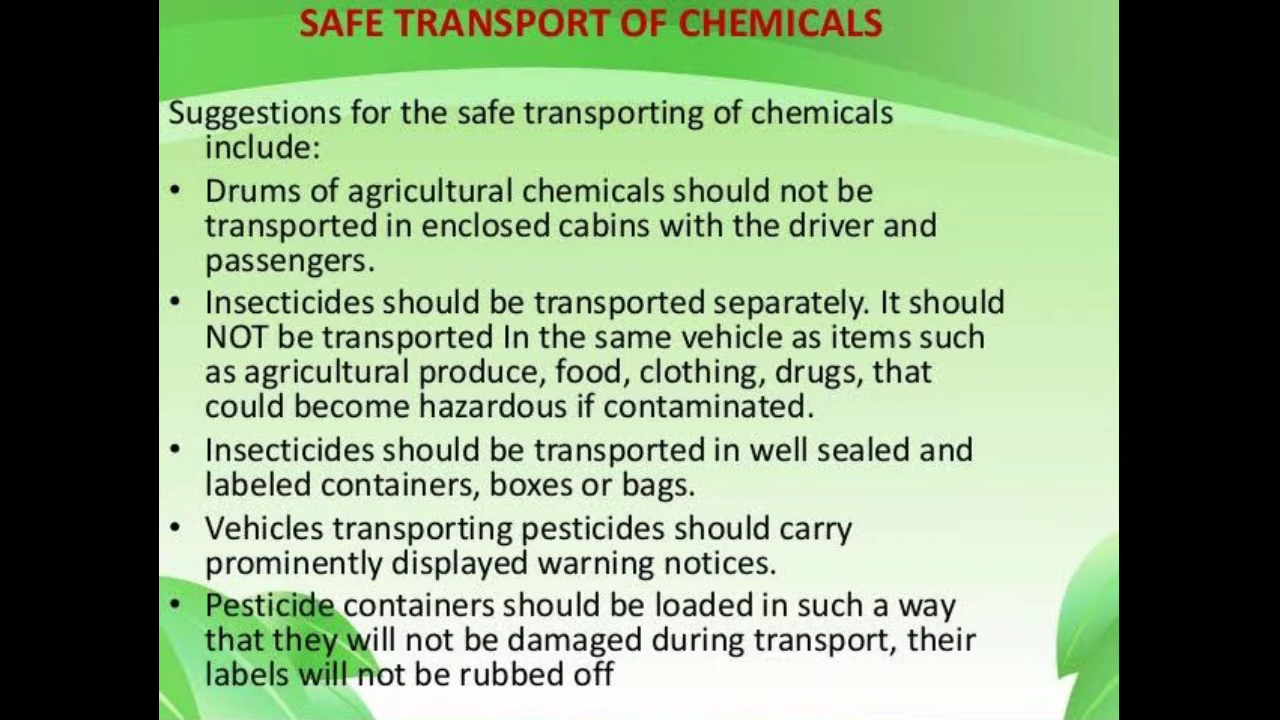 SAFE TRANSPORT OF CHEMICALS
Suggestions for the safe transporting of chemicals
include:
• Drums of agricultural chemicals should not be
transported in enclosed cabins with the driver and
passengers.
• Insecticides should be transported separately. It should
NOT be transported In the same vehicle as items such
as agricultural produce, food, clothing, drugs, that
could become hazardous if contaminated.
• Insecticides should be transported in well sealed and
labeled containers, boxes or bags.
• Vehicles transporting pesticides should carry
prominently displayed warning notices.
• Pesticide containers should be loaded in such a way
that they will not be damaged during transport, their
labels will not be rubbed off